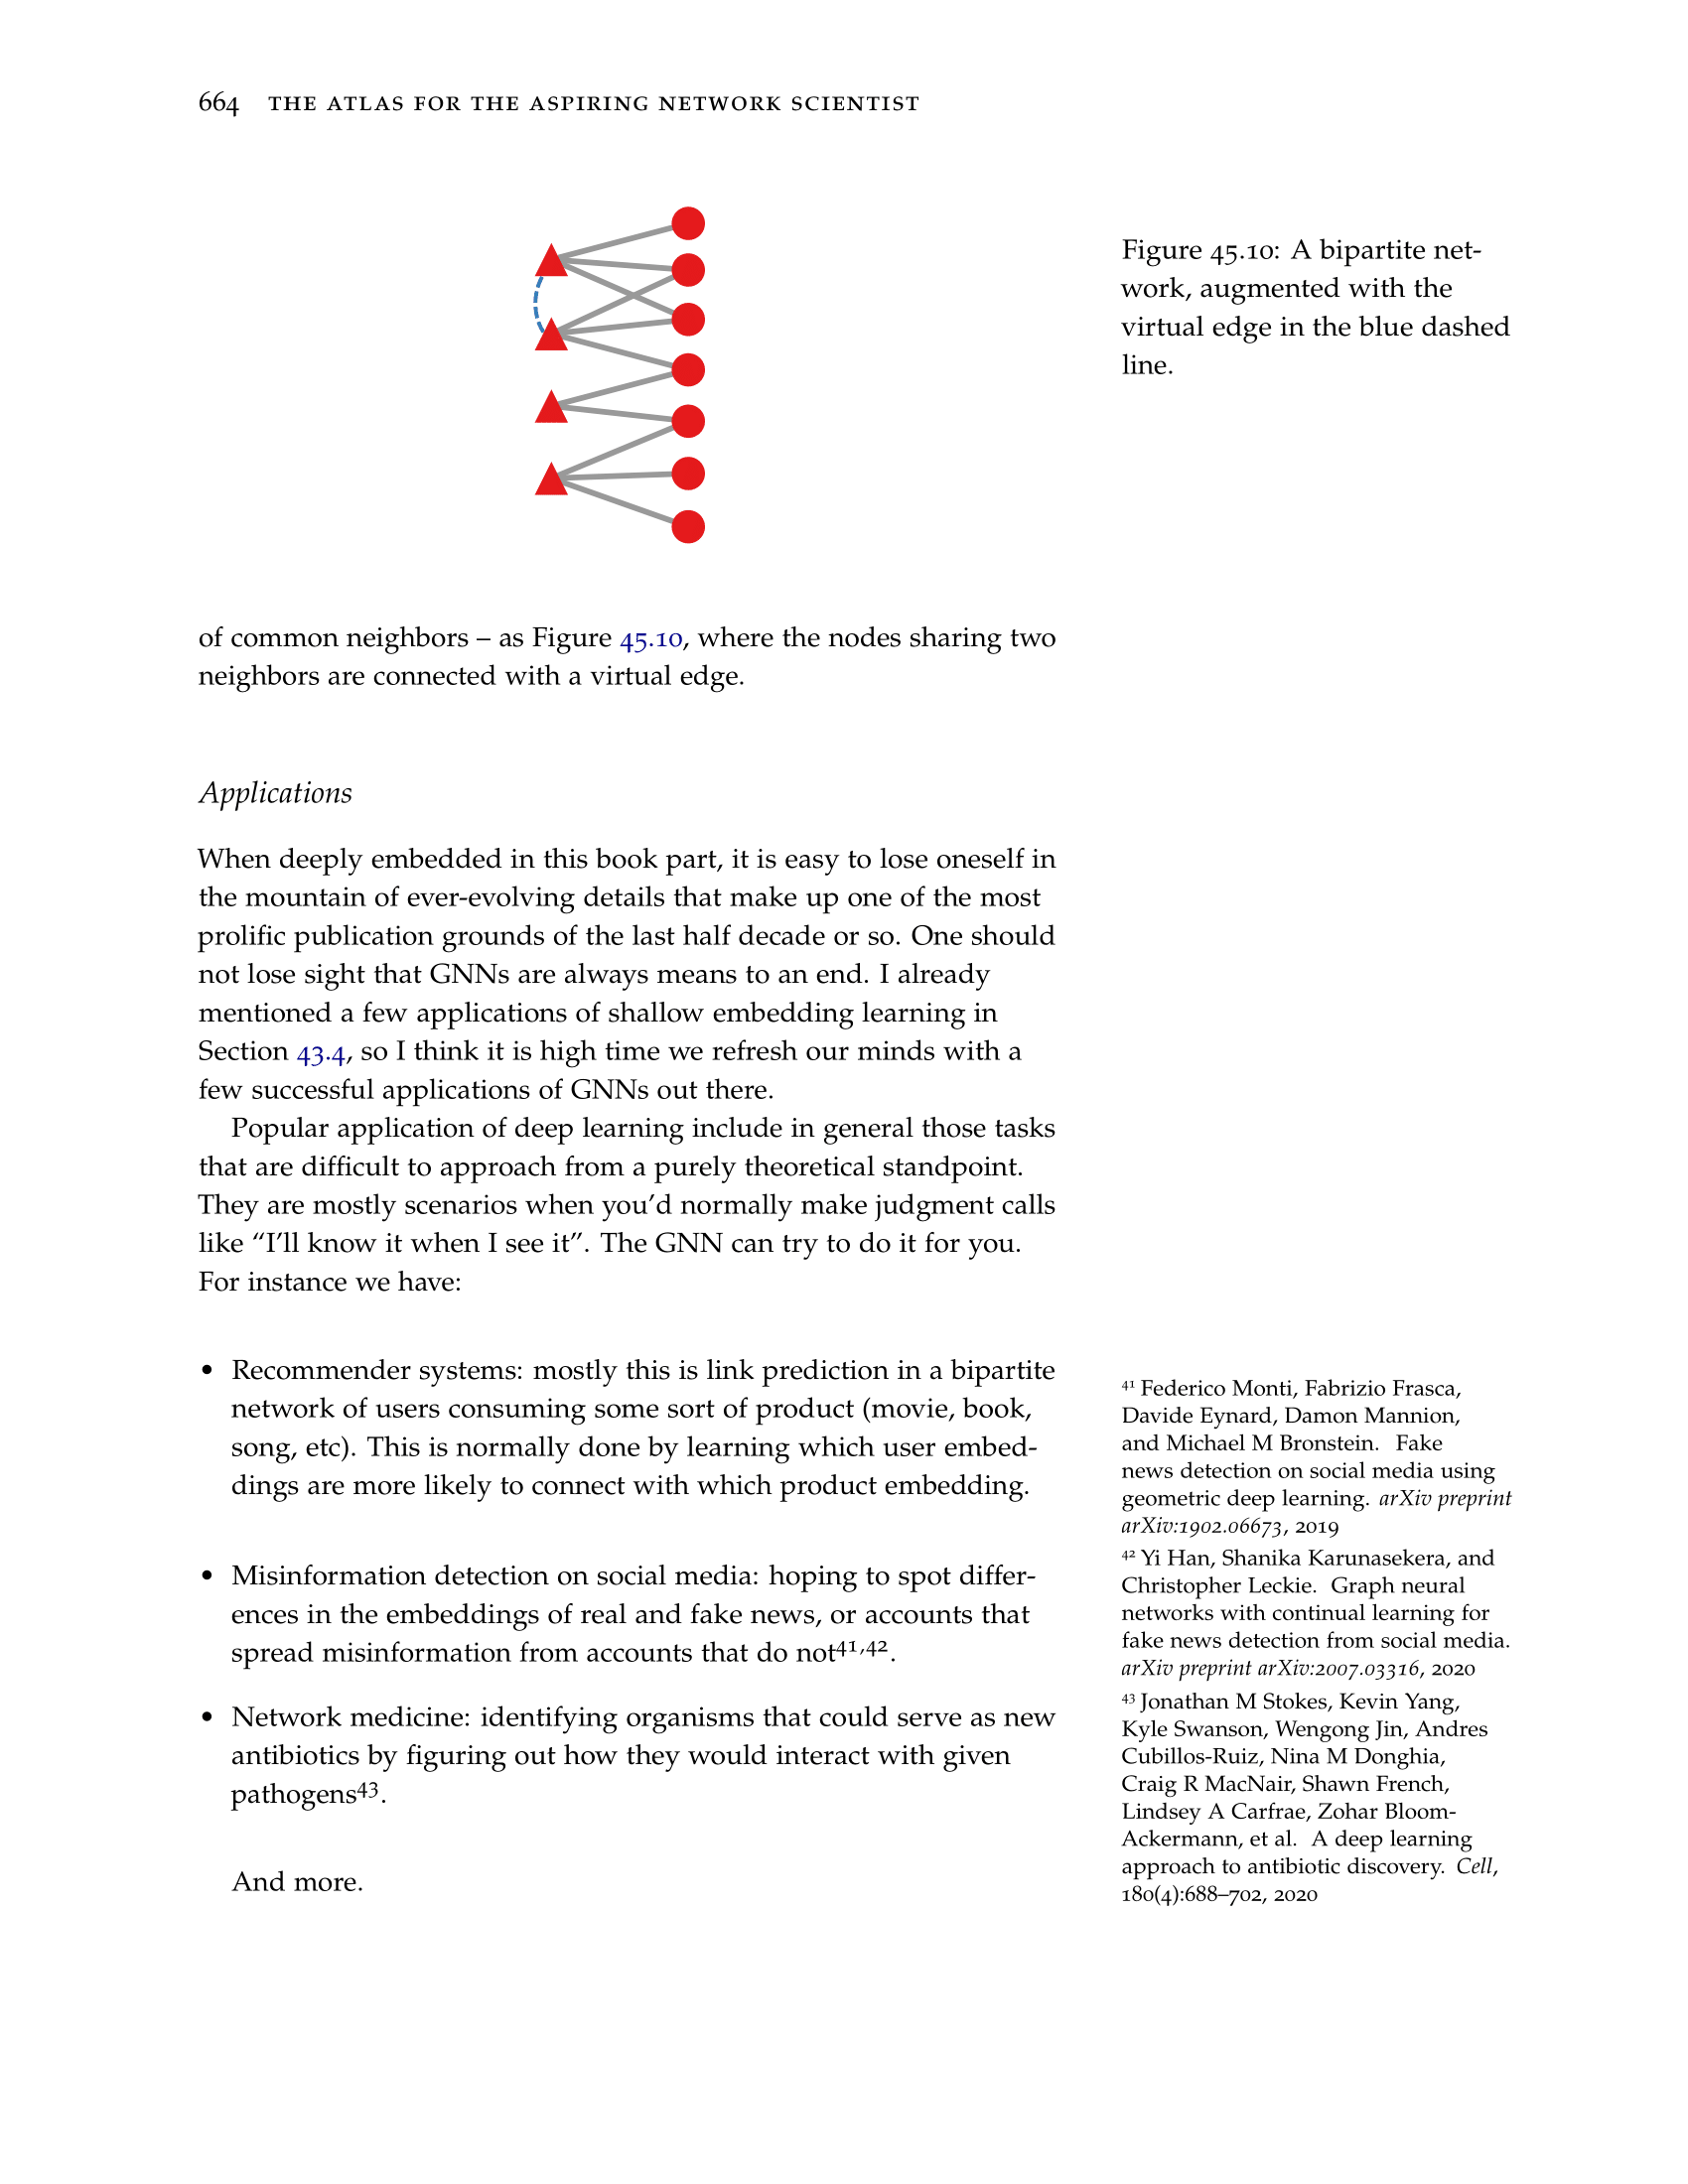 664 THE ATLAS FOR THE ASPIRING NETWORK SCIENTIST
Figure 45.10: A bipartite net-
work, augmented with the
virtual edge in the blue dashed
line.
of common neighbors – as Figure 45.10, where the nodes sharing two
neighbors are connected with a virtual edge.
Applications
When deeply embedded in this book part, it is easy to lose oneself in
the mountain of ever-evolving details that make up one of the most
prolific publication grounds of the last half decade or so. One should
not lose sight that GNNs are always means to an end. I already
mentioned a few applications of shallow embedding learning in
Section 43.4, so I think it is high time we refresh our minds with a
few successful applications of GNNs out there.
Popular application of deep learning include in general those tasks
that are difficult to approach from a purely theoretical standpoint.
They are mostly scenarios when you’d normally make judgment calls
like “I’ll know it when I see it”. The GNN can try to do it for you.
For instance we have:
• Recommender systems: mostly this is link prediction in a bipartite
network of users consuming some sort of product (movie, book,
song, etc). This is normally done by learning which user embed-
dings are more likely to connect with which product embedding.
• Misinformation detection on social media: hoping to spot differ-
ences in the embeddings of real and fake news, or accounts that
spread misinformation from accounts that do not41,42.
• Network medicine: identifying organisms that could serve as new
antibiotics by figuring out how they would interact with given
pathogens43.
And more.
41 Federico Monti, Fabrizio Frasca,
Davide Eynard, Damon Mannion,
and Michael M Bronstein. Fake
news detection on social media using
geometric deep learning. arXiv preprint
arXiv:1902.06673, 2019
42 Yi Han, Shanika Karunasekera, and
Christopher Leckie. Graph neural
networks with continual learning for
fake news detection from social media.
arXiv preprint arXiv:2007.03316, 2020
43 Jonathan M Stokes, Kevin Yang,
Kyle Swanson, Wengong Jin, Andres
Cubillos-Ruiz, Nina M Donghia,
Craig R MacNair, Shawn French,
Lindsey A Carfrae, Zohar Bloom-
Ackermann, et al. A deep learning
approach to antibiotic discovery. Cell,
180(4):688–702, 2020